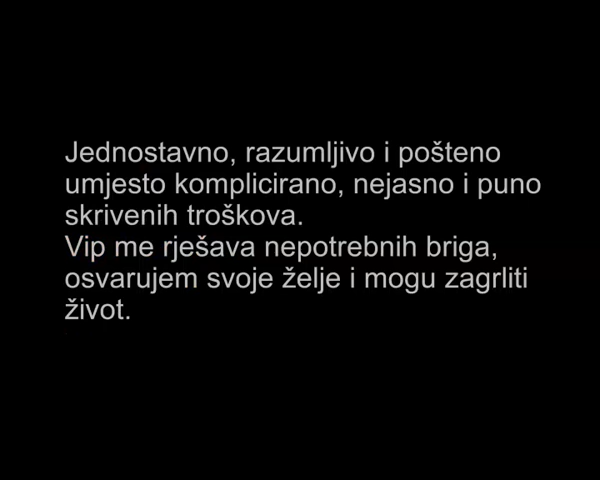 Jednostavno, razumljivo i pošteno
umjesto komplicirano, nejasno i puno
skrivenih troškova.
Vip me rješava nepotrebnih briga,
osvarujem svoje želje i mogu zagrliti
život.